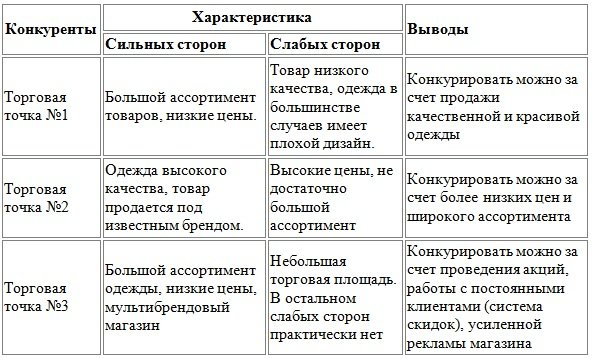 Конкуренты
Характеристика
Выводы
Сильных сторон
Слабых сторон
Торговая
точка №1
Большой ассортимент
товаров, низкие цены.
Товар низкого
качества, одежда в
большинстве
случаев имеет
плохой дизайн.
Конкурировать можно за
счет продажи
качественной и красивой
одежды
Торговая
точка №2
Одежда высокого
качества, товар
продается под
известным брендом.
Высокие цены, не
достаточно
большой
ассортимент
Конкурировать можно за
счет более низких цен и
широкого ассортимента
Торговая
точка №3
Большой ассортимент
одежды, низкие цены,
мультибрендовый
магазин
Небольшая
торговая площадь.
В остальном
слабых сторон
практически нет
Конкурировать можно за
счет проведения акций,
работы с постоянными
клиентами (система
скидок), усиленной
рекламы магазина